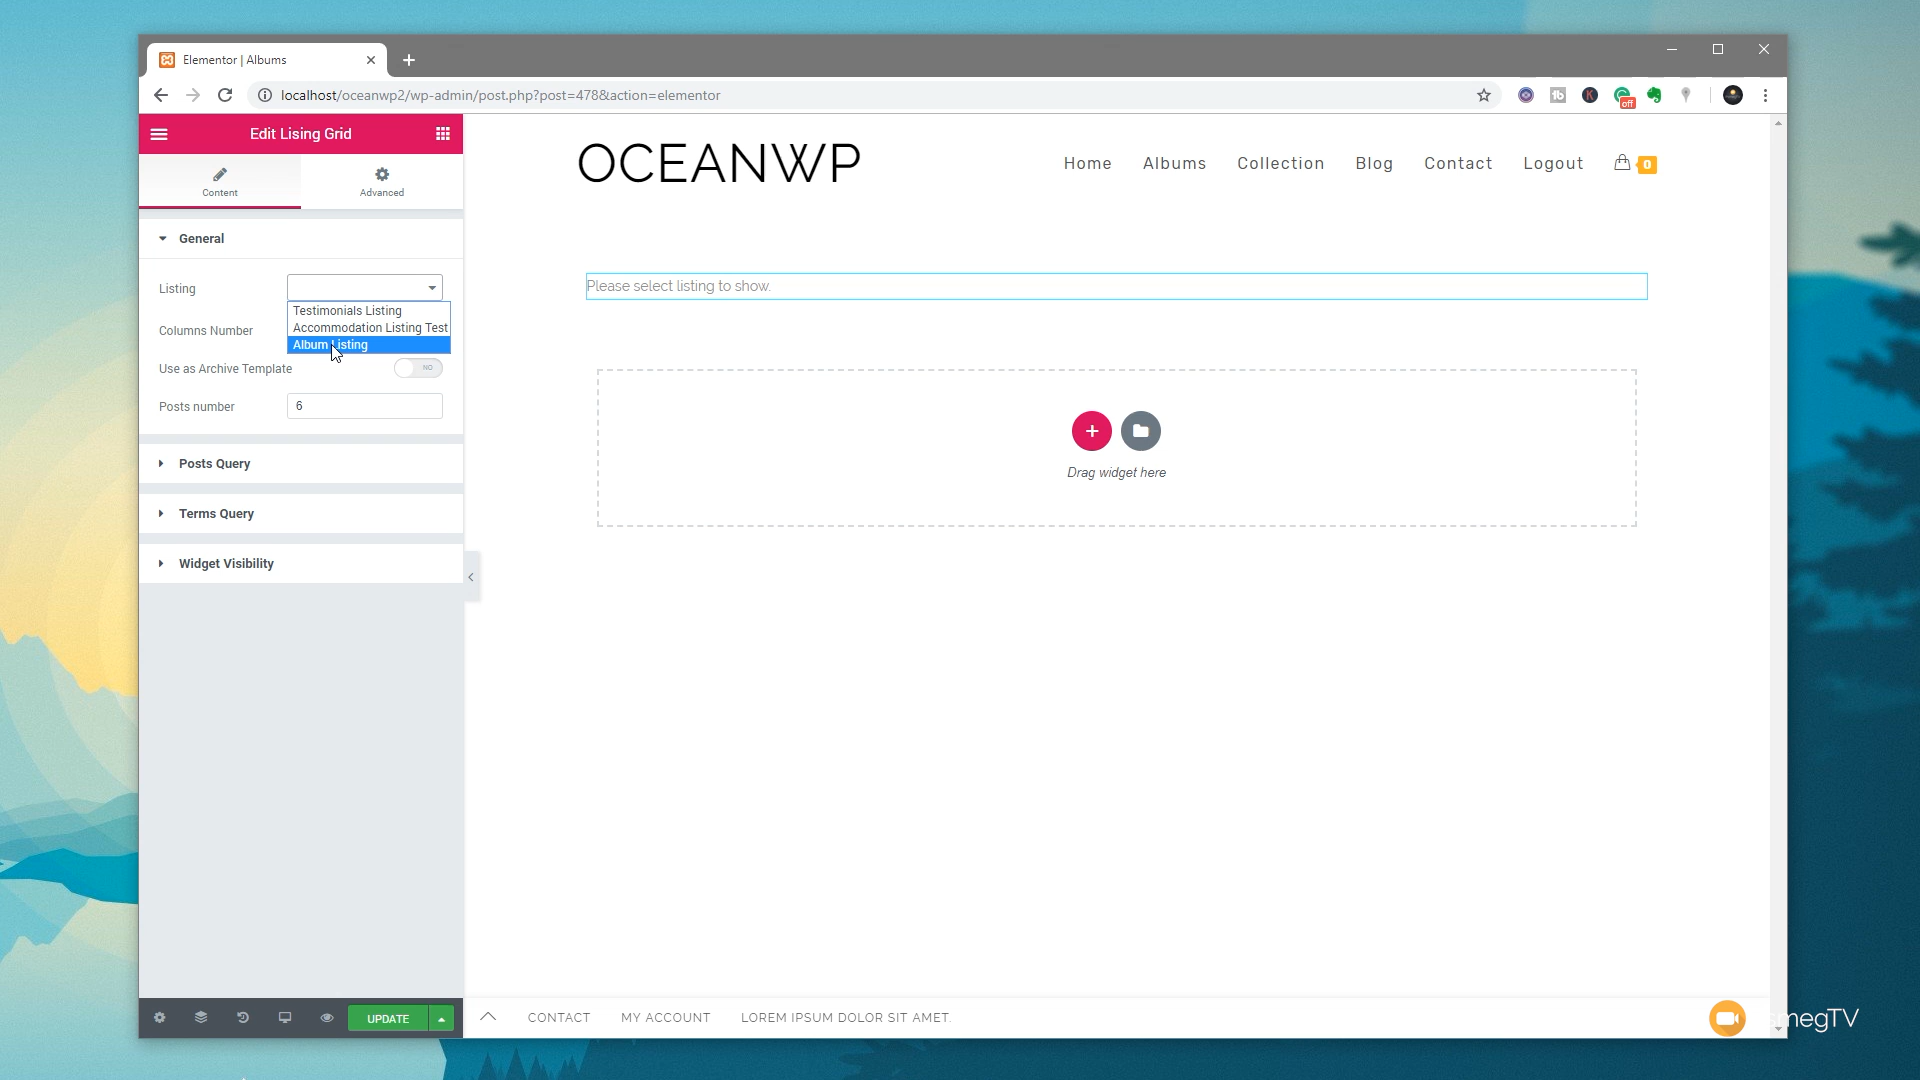 Elementor | Albums
localhost/oceanwp2/wp-admin/post.php?post=478&action=elementor
off
Edit Lising Grid
Content
Advanced
General
Listing
Testimonials Listing
Accommodation Listing Test
Album Listing
Columns Number
Use as Archive Template
NO
Posts number
6
Posts Query
Terms Query
Widget Visibility
UPDATE
OCEANWP
Home
Albums
Collection
Blog
Contact
Logout
0
Please select listing to show.
Drag widget here
CONTACT
MY ACCOUNT
LOREM IPSUM DOLOR SIT AMET.